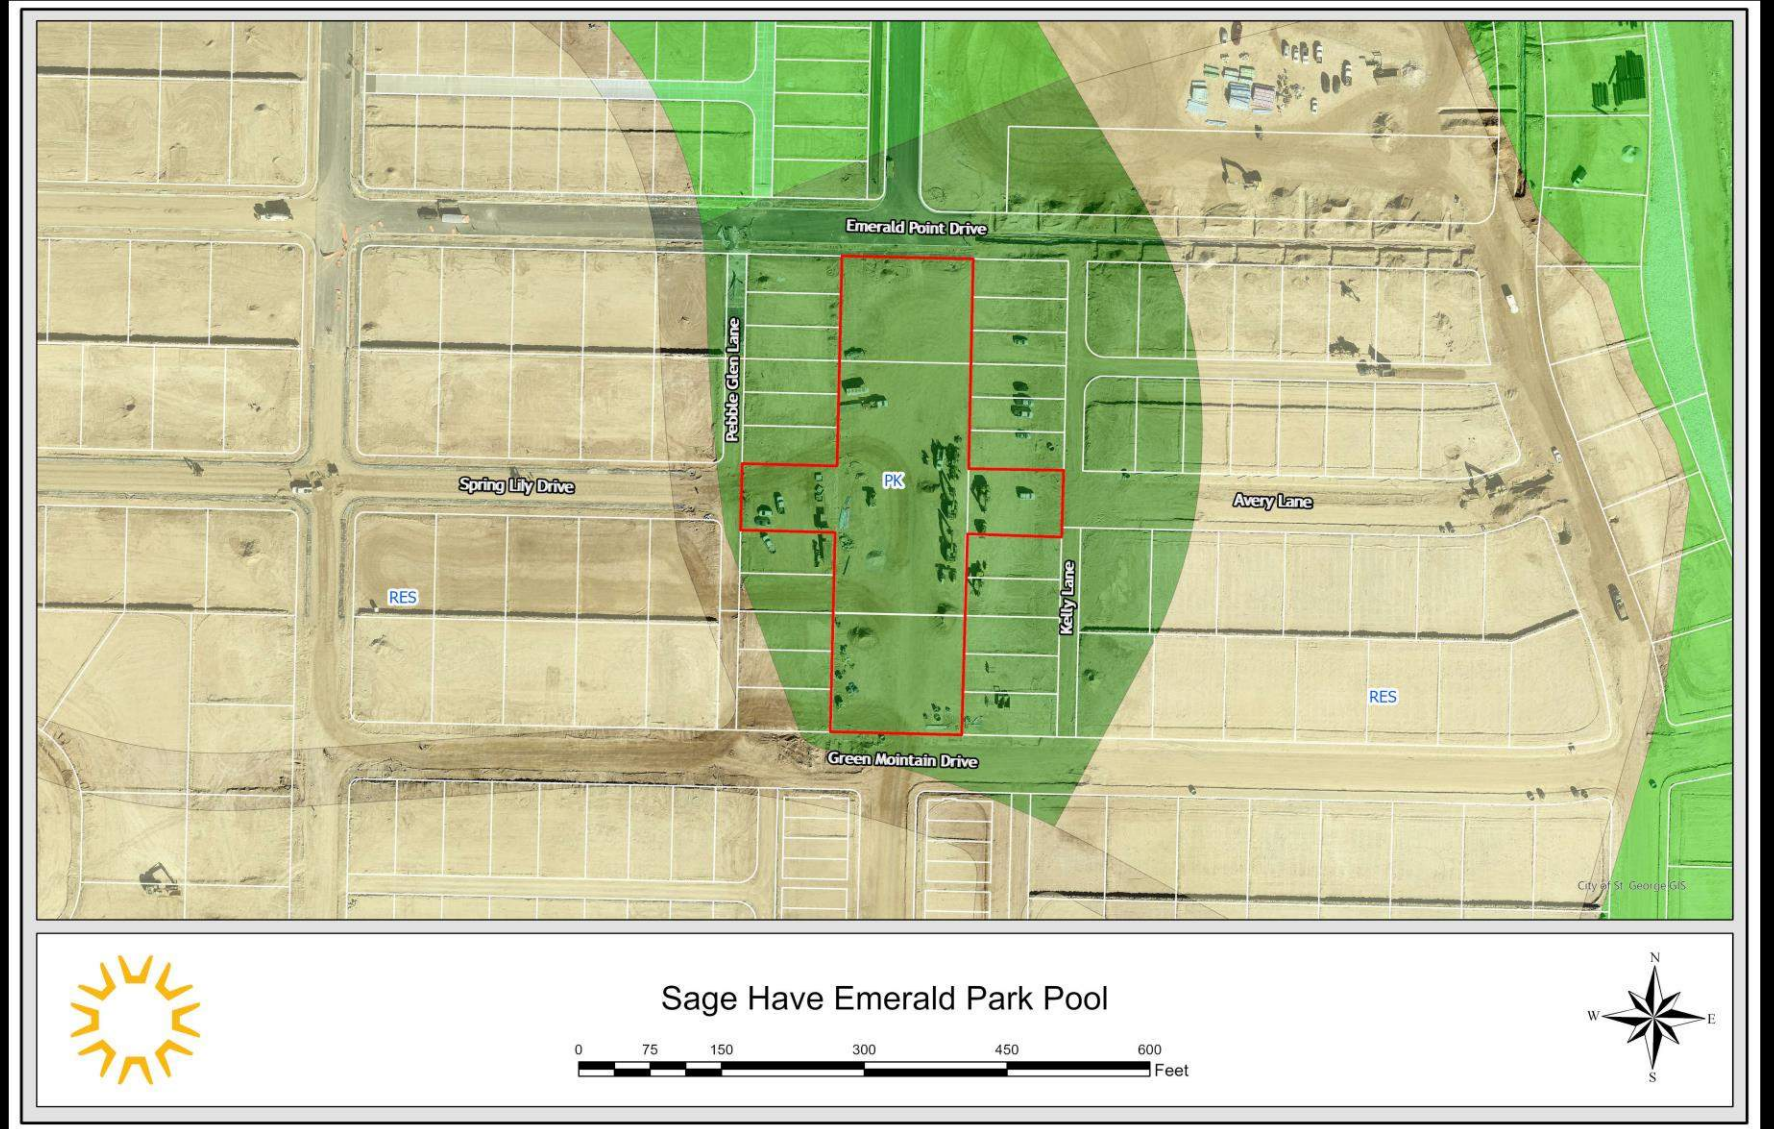 Emerald Point Drive
Pebble Glen Lane
Spring Lily Drive
PK
Avery Lane
Kelly Lane
RES
RES
Green Mointain Drive
City of St George GIS
Sage Have Emerald Park Pool
0 75 150 300 450 600
Feet
N
W E
S